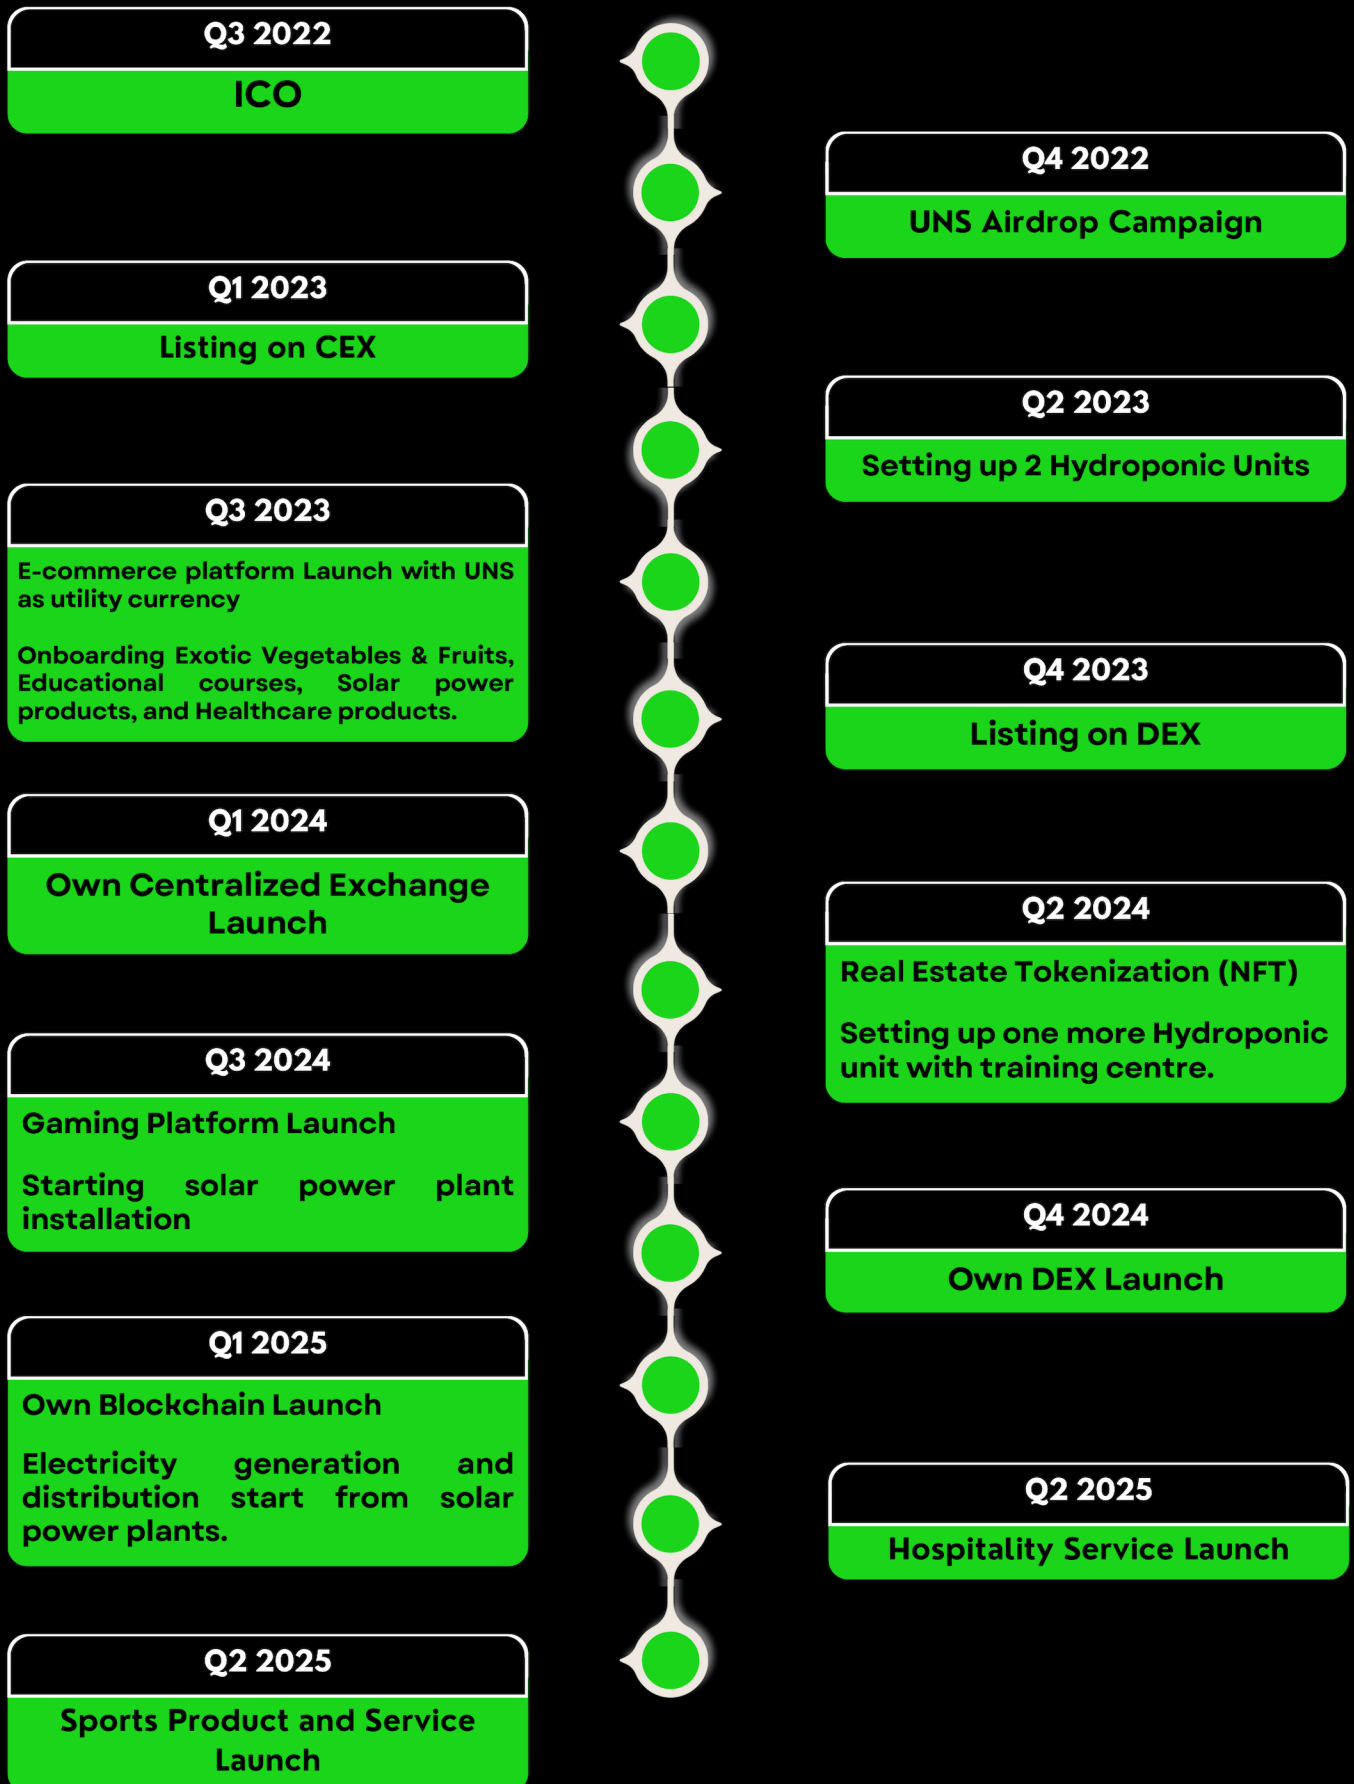 Q3 2022
ICO
Q4 2022
UNS Airdrop Campaign
Q1 2023
Listing on CEX
Q2 2023
Setting up 2 Hydroponic Units
Q3 2023
E-commerce platform Launch with UNS
as utility currency
Onboarding Exotic Vegetables & Fruits,
Educational courses, Solar power
products, and Healthcare products.
Q4 2023
Listing on DEX
Q1 2024
Own Centralized Exchange
Launch
Q2 2024
Real Estate Tokenization (NFT)
Setting up one more Hydroponic
unit with training centre.
Q3 2024
Gaming Platform Launch
Starting solar power plant
installation
Q4 2024
Own DEX Launch
Q1 2025
Own Blockchain Launch
Electricity generation and
distribution start from solar
power plants.
Q2 2025
Hospitality Service Launch
Q2 2025
Sports Product and Service
Launch